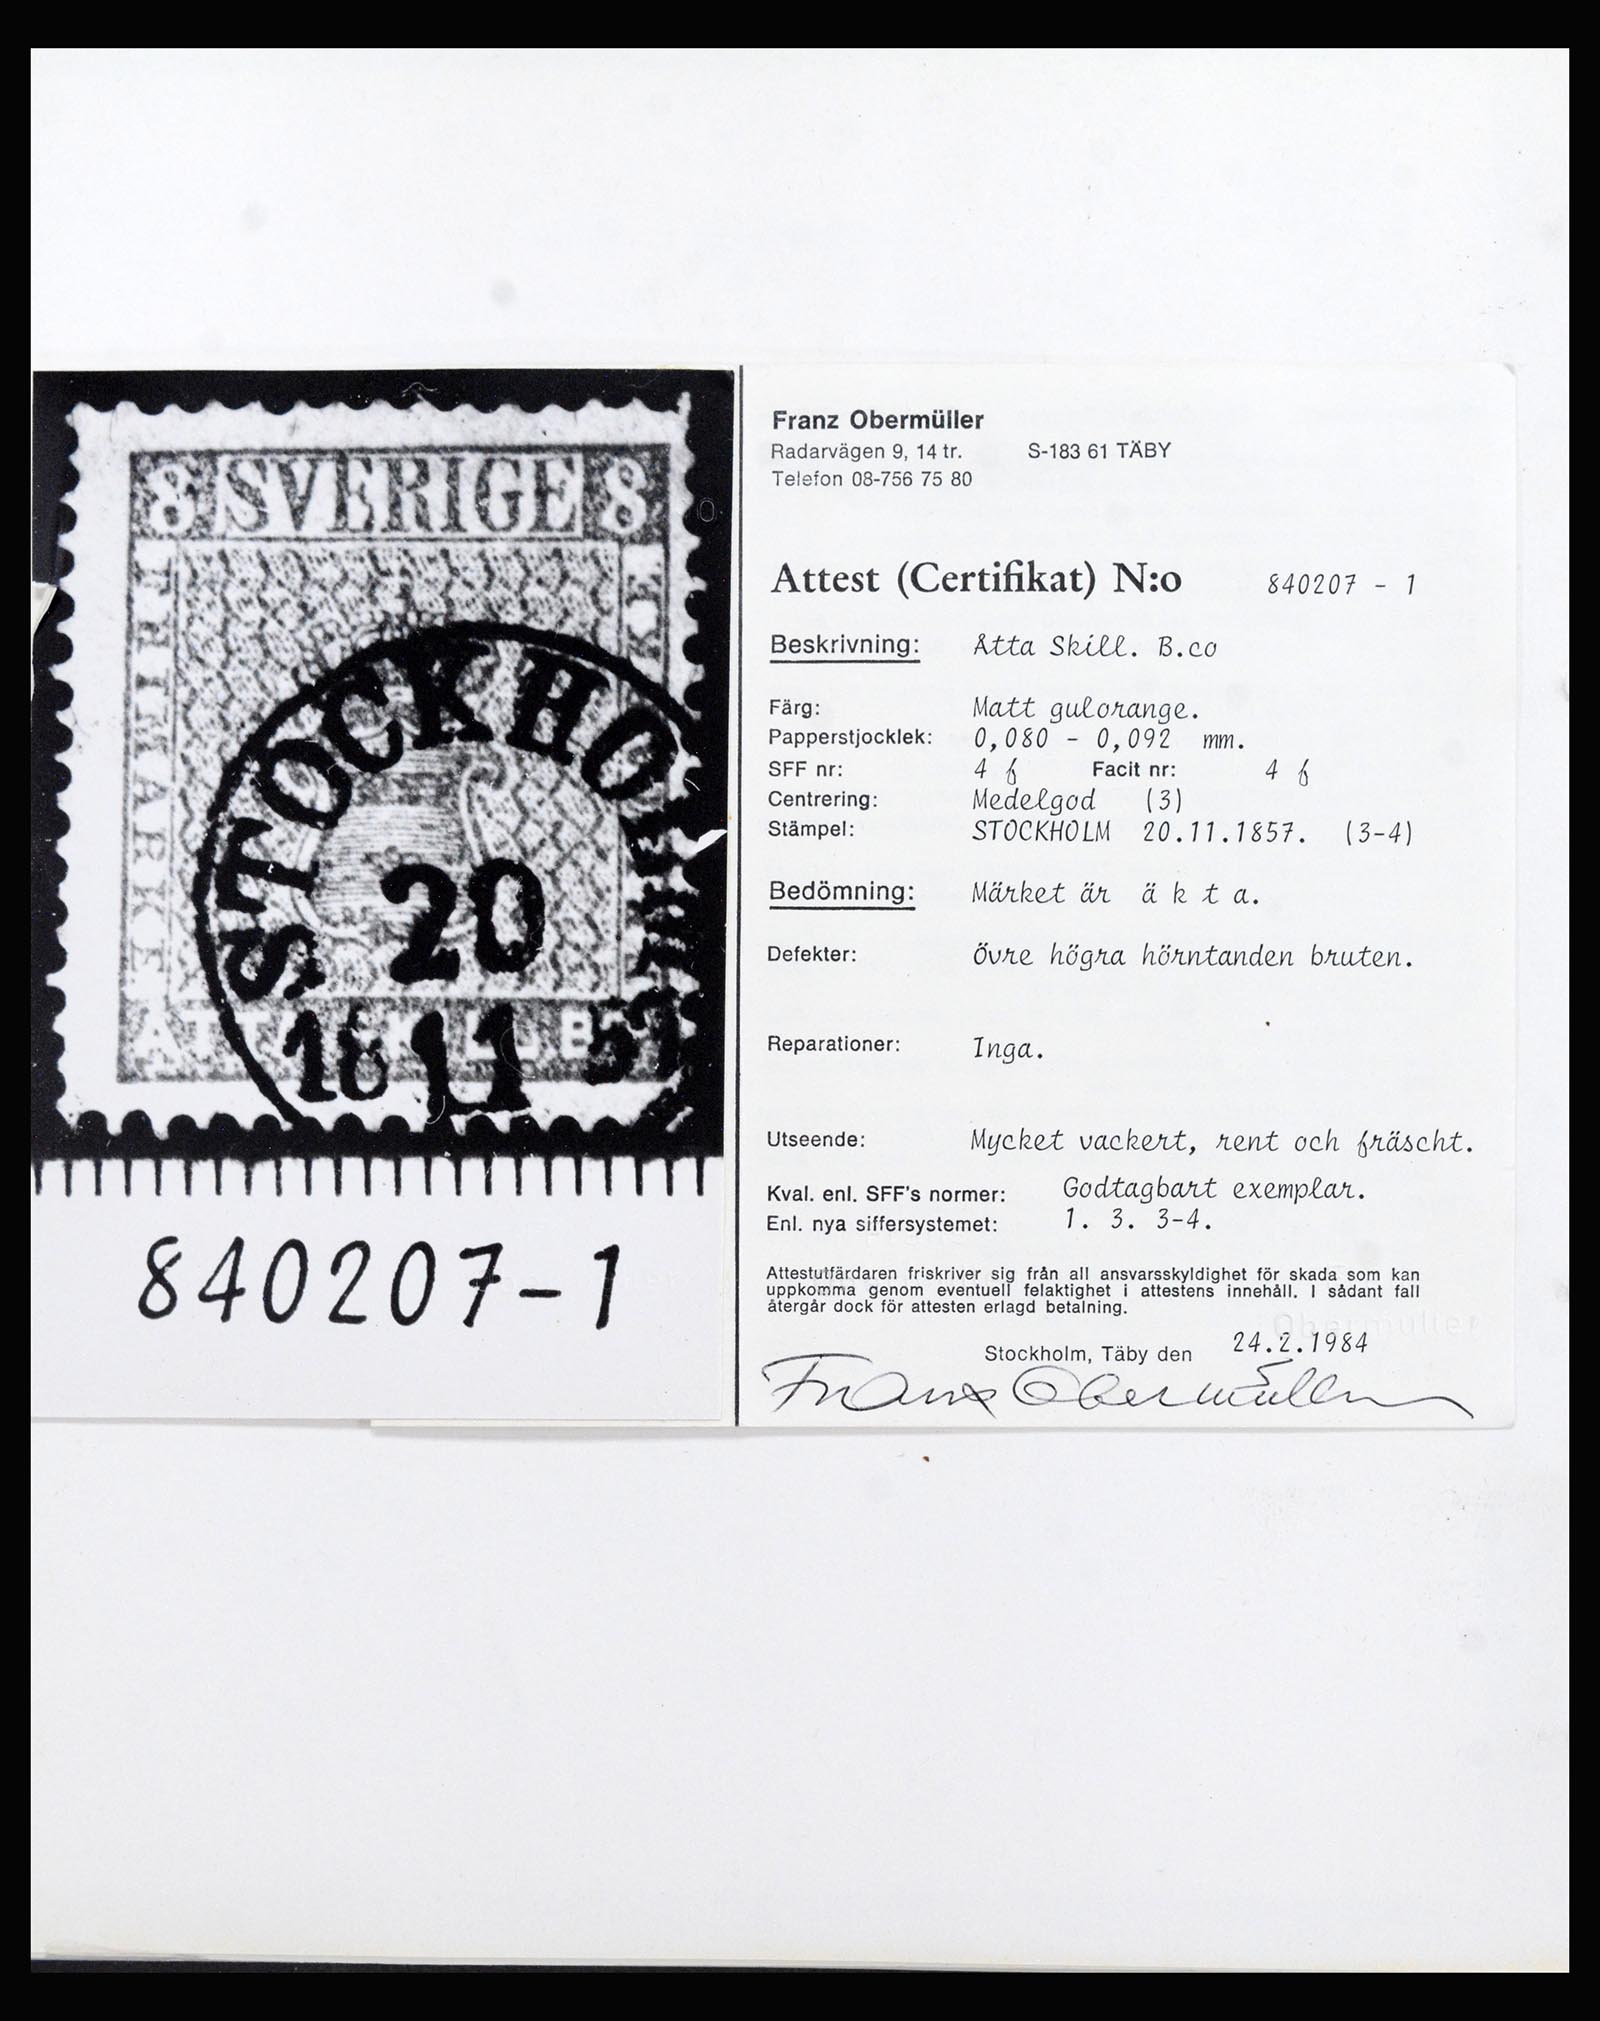 8 SVERIGE 8
FRIMARKE
STOCKHO
20
18 11 57
840207-1
Franz Obermüller
Radarvägen 9, 14 tr. S-183 61 TÄBY
Telefon 08-756 75 80
Attest (Certifikat) N:o 840207 - 1
Beskrivning: Åtta Skill. B.co
Färg: Matt gulorange.
Papperstjocklek: 0,080 - 0,092 mm.
SFF nr: 4 f Facit nr: 4 f
Centrering: Medelgod (3)
Stämpel: STOCKHOLM 20.11.1857. (3-4)
Bedömning: Märket är ä k t a.
Defekter: Övre högra hörntanden bruten.
Reparationer: Inga.
Utseende: Mycket vackert, rent och fräscht.
Kval. enl. SFF's normer: Godtagbart exemplar.
Enl. nya siffersystemet: 1. 3. 3-4.
Attestutfärdaren friskriver sig från all ansvarsskyldighet för skada som kan
uppkomma genom eventuell felaktighet i attestens innehåll. I sådant fall
återgår dock för attesten erlagd betalning.
Obermüller
Stockholm, Täby den 24.2.1984
Franz Obermüller